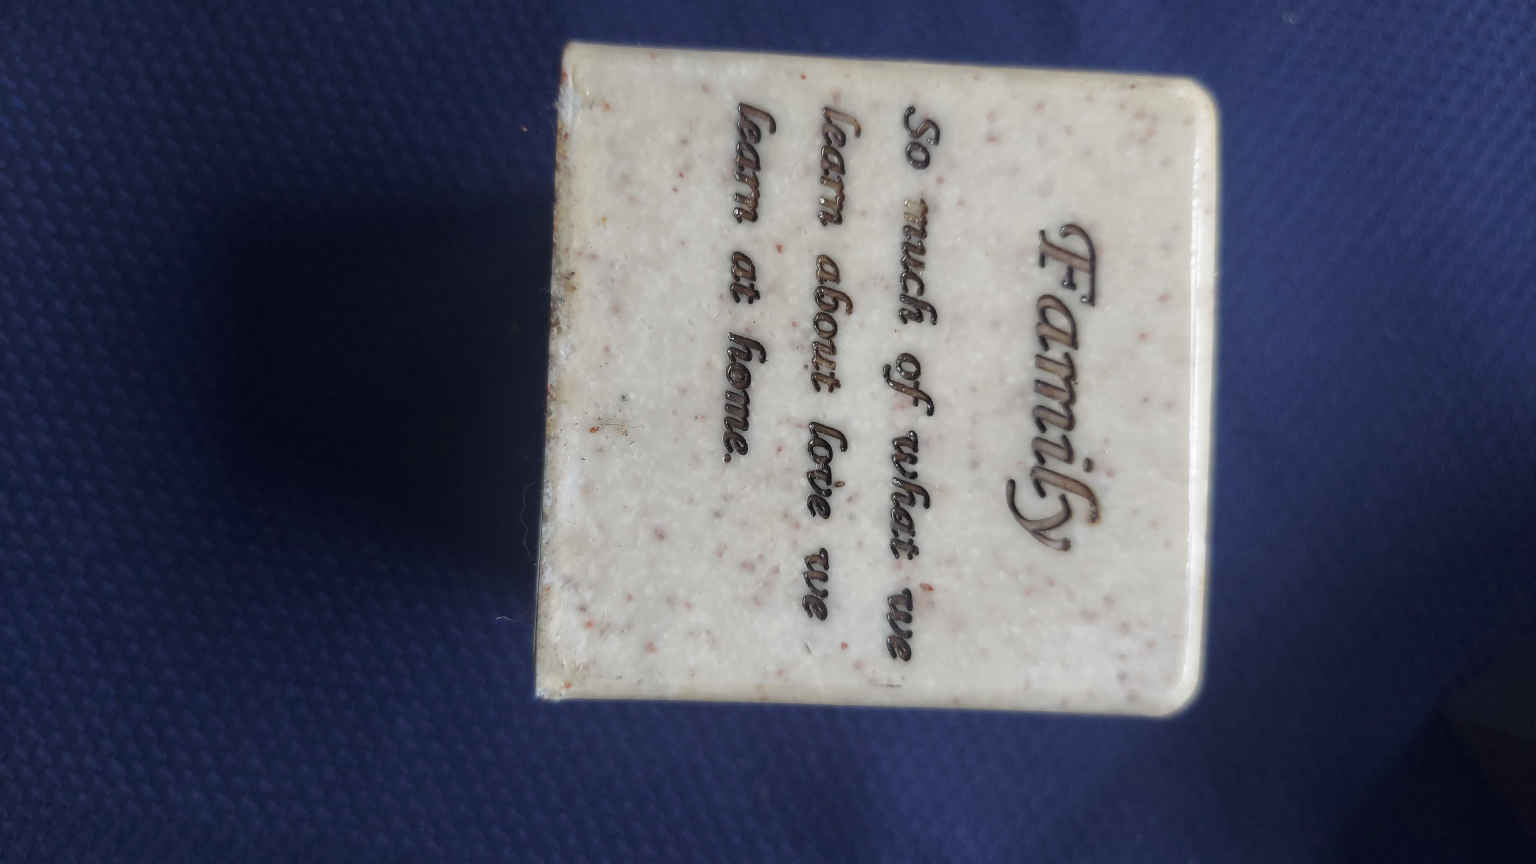 Family
So much of what we
learn about love we
learn at home.